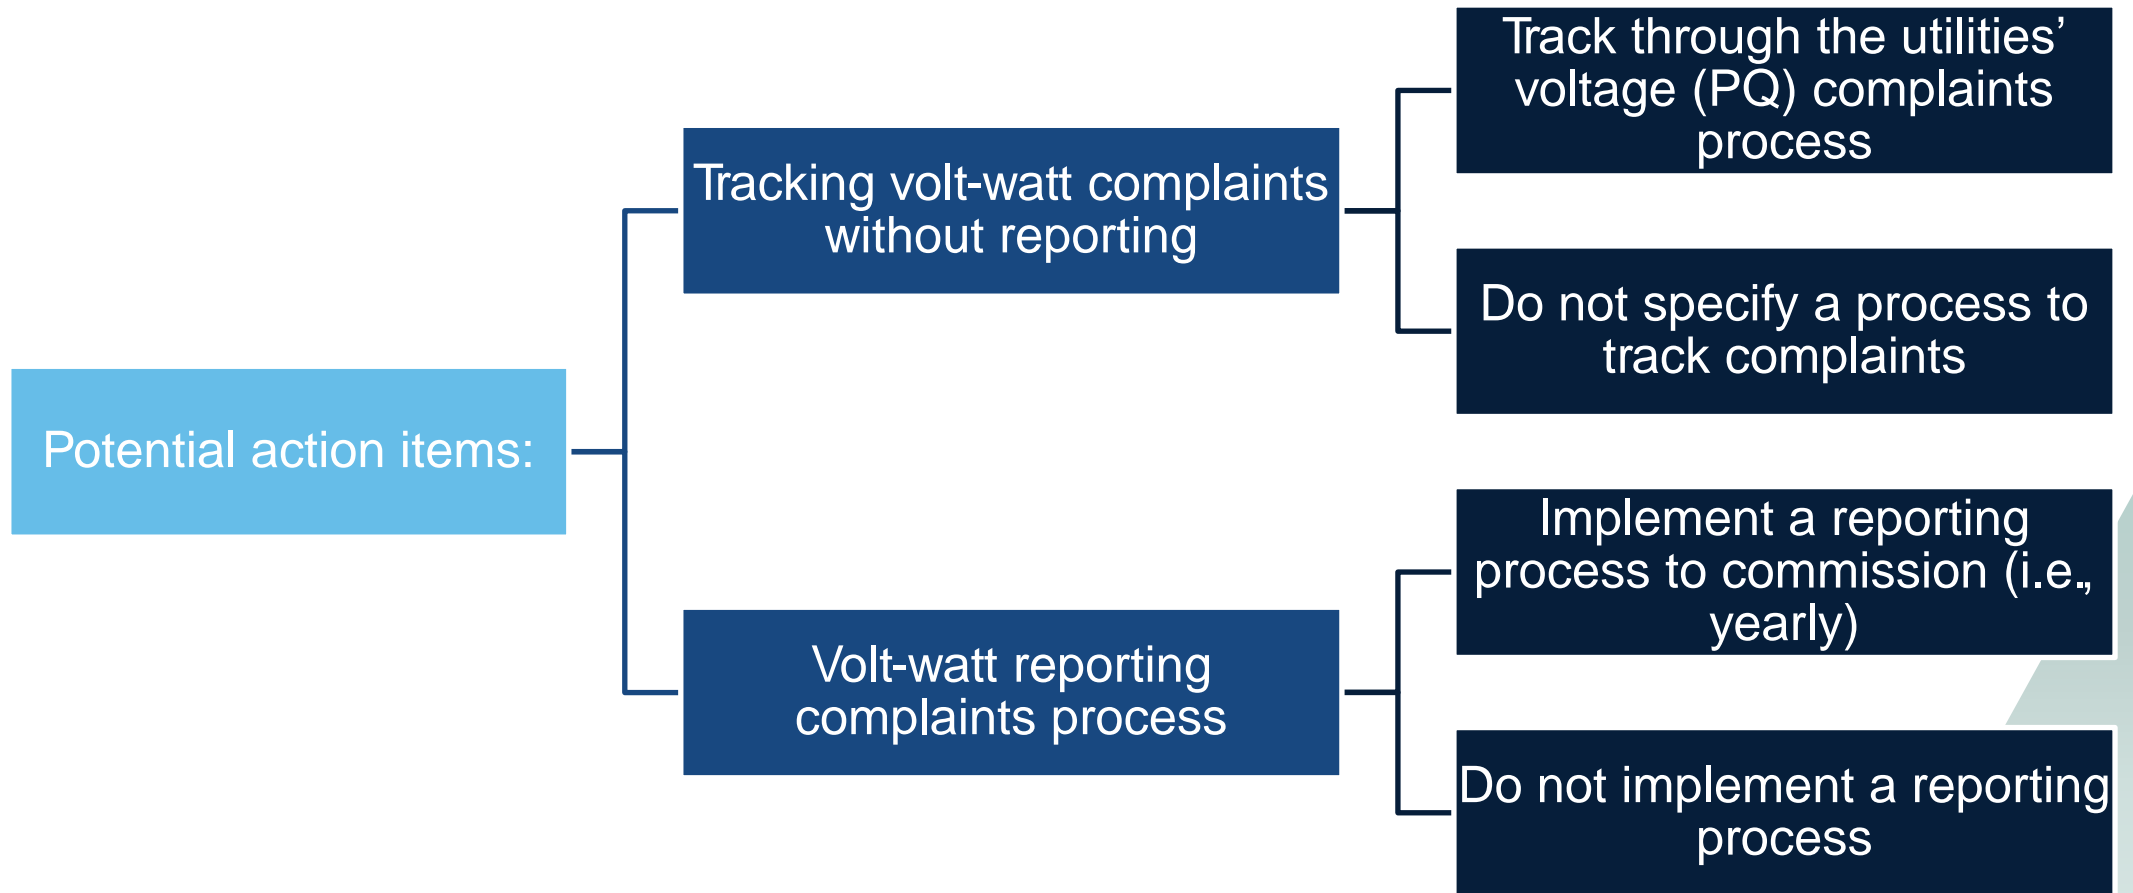 Potential action items:
Tracking volt-watt complaints
without reporting
Track through the utilities’
voltage (PQ) complaints
process
Do not specify a process to
track complaints
Volt-watt reporting
complaints process
Implement a reporting
process to commission (i.e.,
yearly)
Do not implement a reporting
process